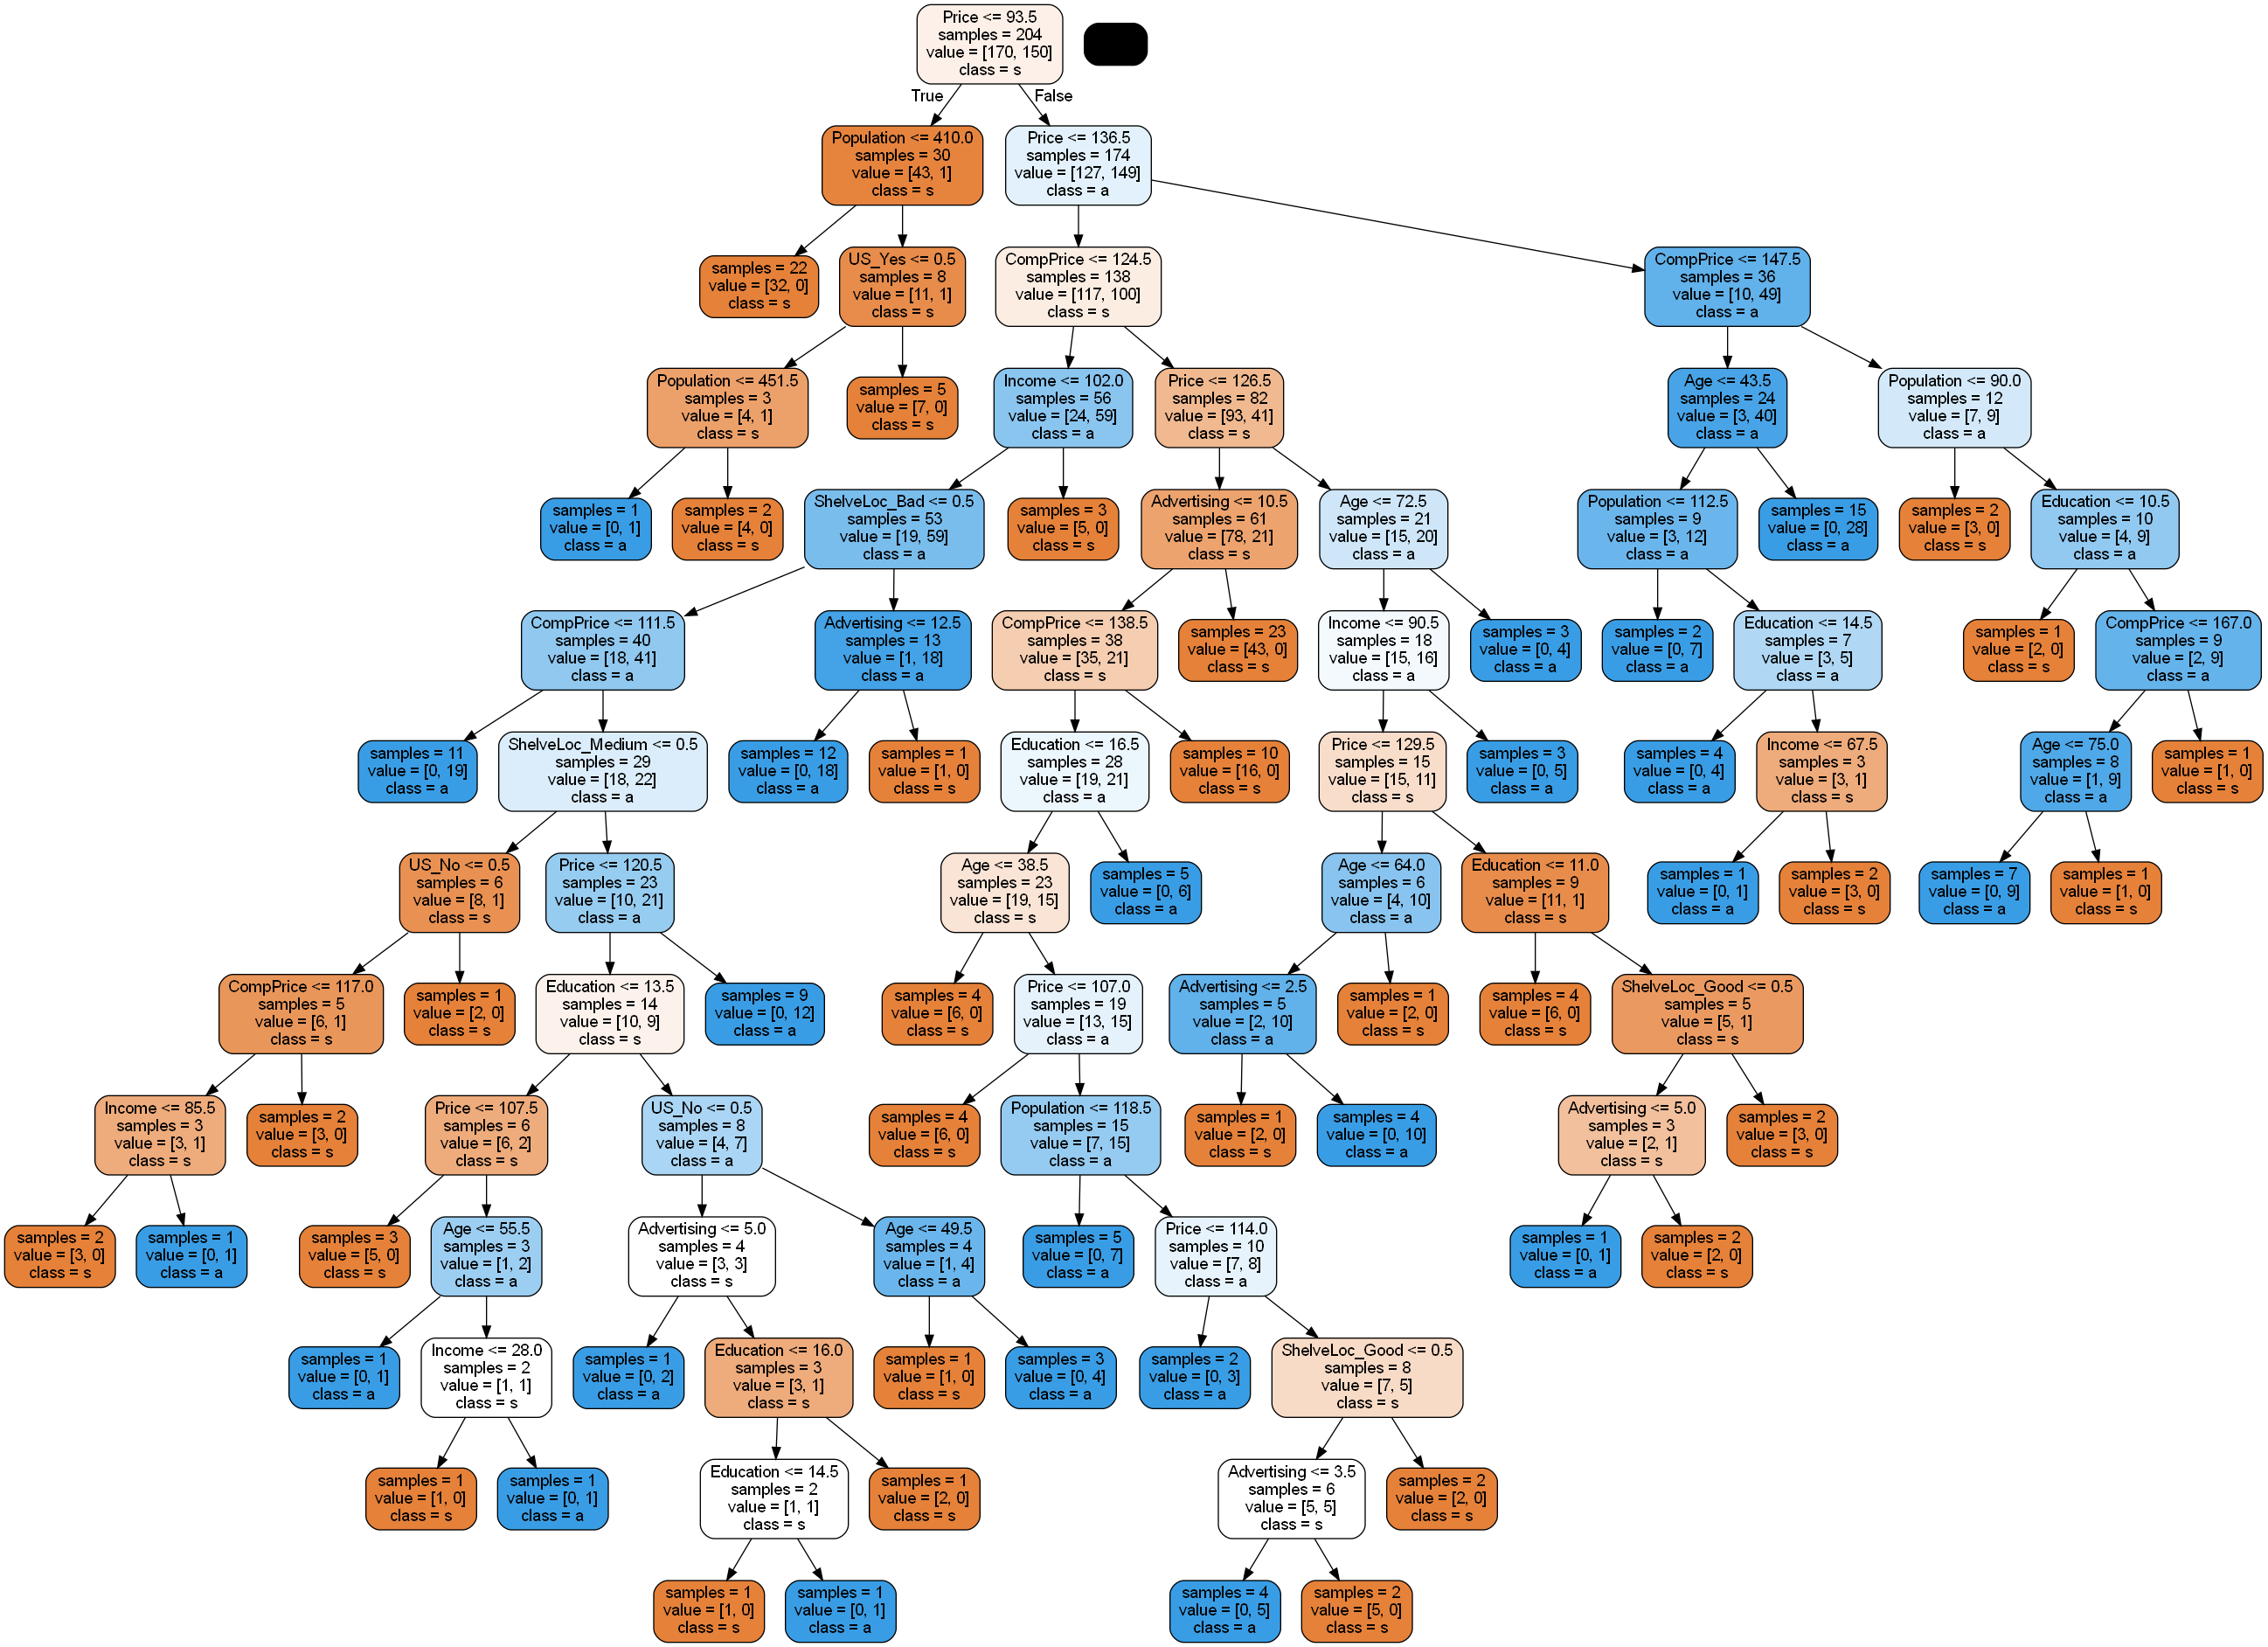 Price <= 93.5
samples = 204
value = [170, 150]
class = s
True
False
Population <= 410.0
samples = 30
value = [43, 1]
class = s
Price <= 136.5
samples = 174
value = [127, 149]
class = a
samples = 22
value = [32, 0]
class = s
US_Yes <= 0.5
samples = 8
value = [11, 1]
class = s
CompPrice <= 124.5
samples = 138
value = [117, 100]
class = s
CompPrice <= 147.5
samples = 36
value = [10, 49]
class = a
Population <= 451.5
samples = 3
value = [4, 1]
class = s
samples = 5
value = [7, 0]
class = s
Income <= 102.0
samples = 56
value = [24, 59]
class = a
Price <= 126.5
samples = 82
value = [93, 41]
class = s
Age <= 43.5
samples = 24
value = [3, 40]
class = a
Population <= 90.0
samples = 12
value = [7, 9]
class = a
samples = 1
value = [0, 1]
class = a
samples = 2
value = [4, 0]
class = s
ShelveLoc_Bad <= 0.5
samples = 53
value = [19, 59]
class = a
samples = 3
value = [5, 0]
class = s
Advertising <= 10.5
samples = 61
value = [78, 21]
class = s
Age <= 72.5
samples = 21
value = [15, 20]
class = a
Population <= 112.5
samples = 9
value = [3, 12]
class = a
samples = 15
value = [0, 28]
class = a
samples = 2
value = [3, 0]
class = s
Education <= 10.5
samples = 10
value = [4, 9]
class = a
CompPrice <= 111.5
samples = 40
value = [18, 41]
class = a
Advertising <= 12.5
samples = 13
value = [1, 18]
class = a
CompPrice <= 138.5
samples = 38
value = [35, 21]
class = s
samples = 23
value = [43, 0]
class = s
Income <= 90.5
samples = 18
value = [15, 16]
class = a
samples = 3
value = [0, 4]
class = a
samples = 2
value = [0, 7]
class = a
Education <= 14.5
samples = 7
value = [3, 5]
class = a
samples = 1
value = [2, 0]
class = s
CompPrice <= 167.0
samples = 9
value = [2, 9]
class = a
samples = 11
value = [0, 19]
class = a
ShelveLoc_Medium <= 0.5
samples = 29
value = [18, 22]
class = a
samples = 12
value = [0, 18]
class = a
samples = 1
value = [1, 0]
class = s
Education <= 16.5
samples = 28
value = [19, 21]
class = a
samples = 10
value = [16, 0]
class = s
Price <= 129.5
samples = 15
value = [15, 11]
class = s
samples = 3
value = [0, 5]
class = a
samples = 4
value = [0, 4]
class = a
Income <= 67.5
samples = 3
value = [3, 1]
class = s
Age <= 75.0
samples = 8
value = [1, 9]
class = a
samples = 1
value = [1, 0]
class = s
US_No <= 0.5
samples = 6
value = [8, 1]
class = s
Price <= 120.5
samples = 23
value = [10, 21]
class = a
Age <= 38.5
samples = 23
value = [19, 15]
class = s
samples = 5
value = [0, 6]
class = a
Age <= 64.0
samples = 6
value = [4, 10]
class = a
Education <= 11.0
samples = 9
value = [11, 1]
class = s
samples = 1
value = [0, 1]
class = a
samples = 2
value = [3, 0]
class = s
samples = 7
value = [0, 9]
class = a
samples = 1
value = [1, 0]
class = s
CompPrice <= 117.0
samples = 5
value = [6, 1]
class = s
samples = 1
value = [2, 0]
class = s
Education <= 13.5
samples = 14
value = [10, 9]
class = s
samples = 9
value = [0, 12]
class = a
samples = 4
value = [6, 0]
class = s
Price <= 107.0
samples = 19
value = [13, 15]
class = a
Advertising <= 2.5
samples = 5
value = [2, 10]
class = a
samples = 1
value = [2, 0]
class = s
samples = 4
value = [6, 0]
class = s
ShelveLoc_Good <= 0.5
samples = 5
value = [5, 1]
class = s
Income <= 85.5
samples = 3
value = [3, 1]
class = s
samples = 2
value = [3, 0]
class = s
Price <= 107.5
samples = 6
value = [6, 2]
class = s
US_No <= 0.5
samples = 8
value = [4, 7]
class = a
samples = 4
value = [6, 0]
class = s
Population <= 118.5
samples = 15
value = [7, 15]
class = a
samples = 1
value = [2, 0]
class = s
samples = 4
value = [0, 10]
class = a
Advertising <= 5.0
samples = 3
value = [2, 1]
class = s
samples = 2
value = [3, 0]
class = s
samples = 2
value = [3, 0]
class = s
samples = 1
value = [0, 1]
class = a
samples = 3
value = [5, 0]
class = s
Age <= 55.5
samples = 3
value = [1, 2]
class = a
Advertising <= 5.0
samples = 4
value = [3, 3]
class = s
Age <= 49.5
samples = 4
value = [1, 4]
class = a
samples = 5
value = [0, 7]
class = a
Price <= 114.0
samples = 10
value = [7, 8]
class = a
samples = 1
value = [0, 1]
class = a
samples = 2
value = [2, 0]
class = s
samples = 1
value = [0, 1]
class = a
Income <= 28.0
samples = 2
value = [1, 1]
class = s
samples = 1
value = [0, 2]
class = a
Education <= 16.0
samples = 3
value = [3, 1]
class = s
samples = 1
value = [1, 0]
class = s
samples = 3
value = [0, 4]
class = a
samples = 2
value = [0, 3]
class = a
ShelveLoc_Good <= 0.5
samples = 8
value = [7, 5]
class = s
samples = 1
value = [1, 0]
class = s
samples = 1
value = [0, 1]
class = a
Education <= 14.5
samples = 2
value = [1, 1]
class = s
samples = 1
value = [2, 0]
class = s
Advertising <= 3.5
samples = 6
value = [5, 5]
class = s
samples = 2
value = [2, 0]
class = s
samples = 1
value = [1, 0]
class = s
samples = 1
value = [0, 1]
class = a
samples = 4
value = [0, 5]
class = a
samples = 2
value = [5, 0]
class = s